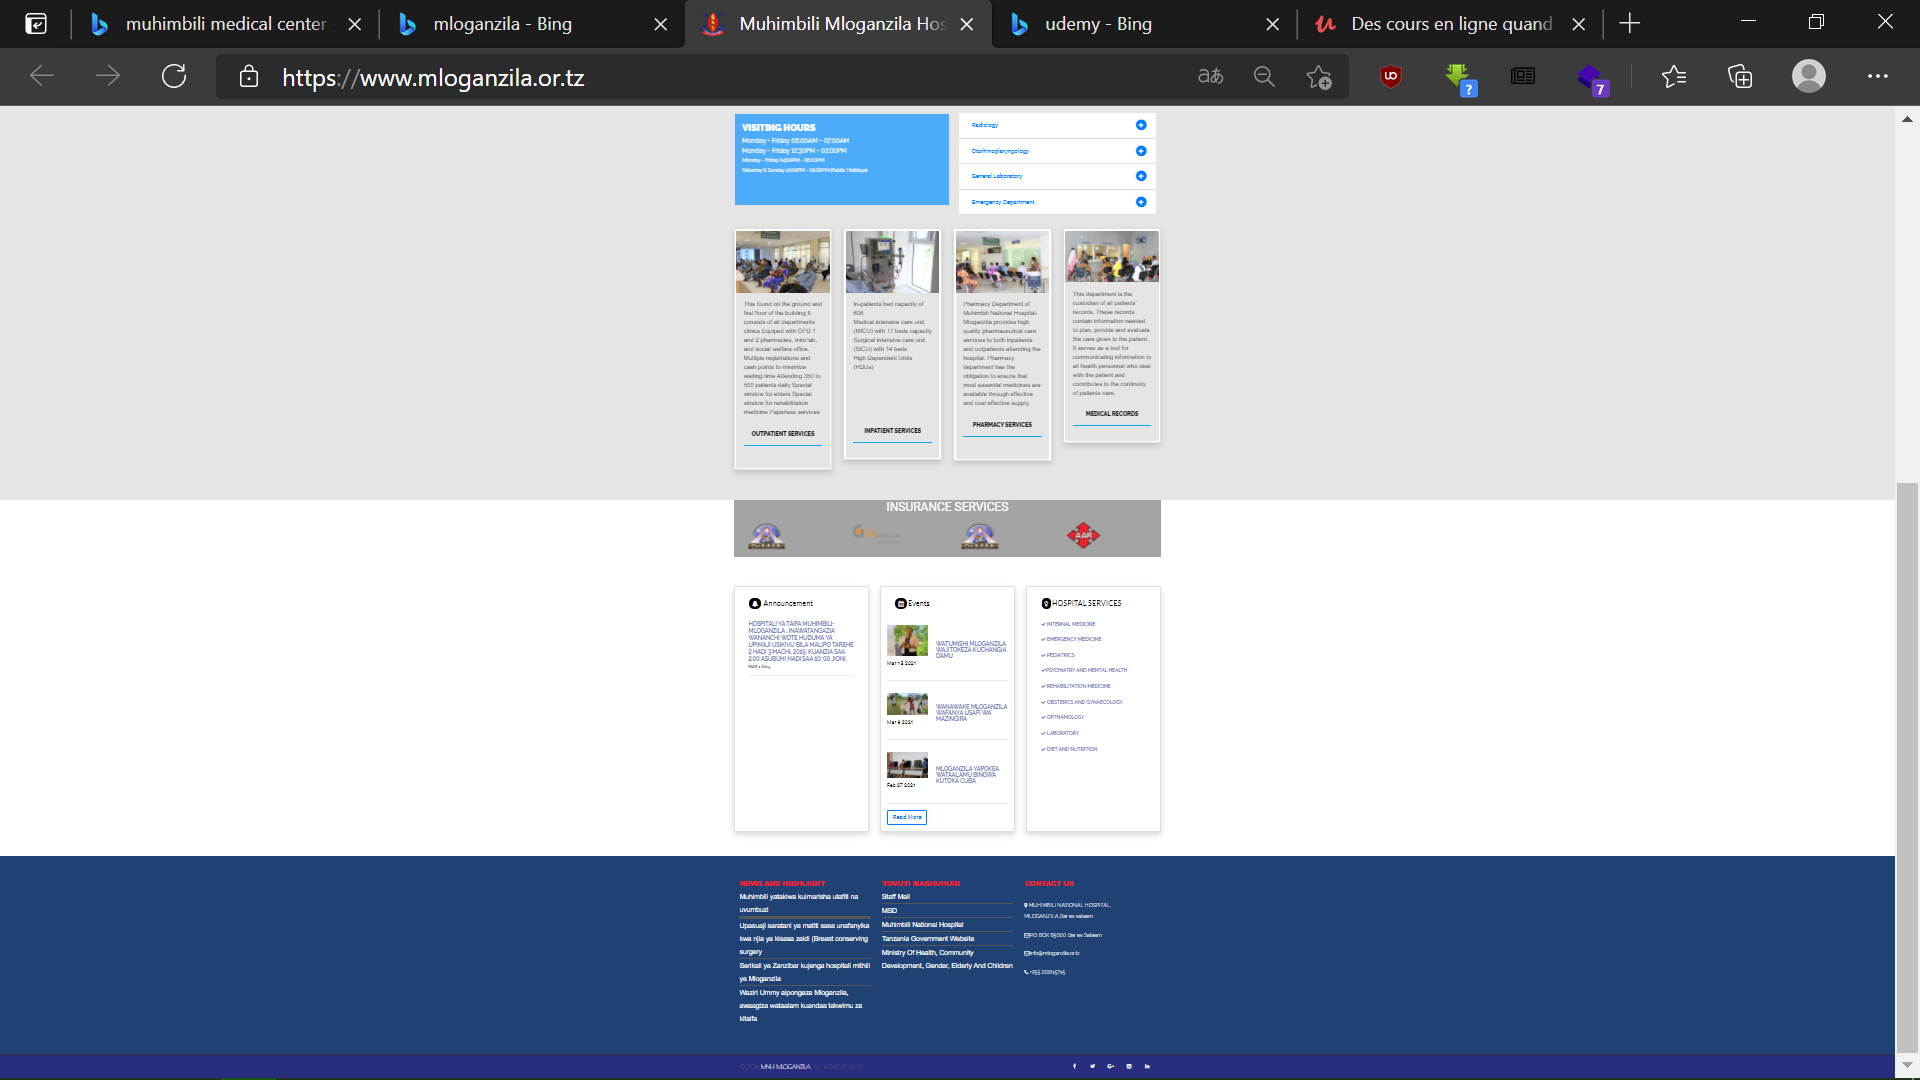 muhimbili medical center
mloganzila - Bing
Muhimbili Mloganzila Hos
udemy - Bing
Des cours en ligne quand
https://www.mloganzila.or.tz
7
VISITING HOURS
Monday - Friday 06:00AM - 07:00AM
Monday - Friday 12:30PM - 02:00PM
Monday - Friday 04:00PM - 06:00PM
Saturday & Sunday 12:00PM - 02:00PM (Public Holidays)
Radiology
Otorhinoplaryngology
General Laboratory
Emergency Department
This found on the ground and
first floor of the building It
consists of all departments
clinics Equiped with OPD 1
and 2 pharmacies, mini lab,
and social welfare office.
Multiple registrations and
cash points to minimize
waiting time Attending 350 to
500 patients daily Special
window for elders Special
window for rehabilitation
medicine Paperless services
OUTPATIENT SERVICES
In-patients bed capacity of
608
Medical intensive care unit
(MICU) with 17 beds capacity
Surgical intensive care unit
(SICU) with 14 beds
High Dependent Units
(HDUs)
INPATIENT SERVICES
Pharmacy Department of
Muhimbili National Hospital-
Mloganzila provides high
quality pharmaceutical care
services to both inpatients
and outpatients attending the
hospital. Pharmacy
department has the
obligation to ensure that
most essential medicines are
available through effective
and cost effective supply.
PHARMACY SERVICES
This department is the
custodian of all patients'
records. These records
contain information needed
to plan, provide and evaluate
the care given to the patient.
It serves as a tool for
communicating information to
all health personnel who deal
with the patient and
contributes to the continuity
of patients care.
MEDICAL RECORDS
INSURANCE SERVICES
AAR
Announcement
HOSPITALI YA TAIFA MUHIMBILI-
MLOGANZILA , INAWATANGAZIA
WANANCHI WOTE HUDUMA YA
UPIMAJI USIKIVU BILA MALIPO TAREHE
2 HADI 3 MACHI, 2019, KUANZIA SAA
2:00 ASUBUHI HADI SAA 10: 00 JIONI.
Events
WATUMISHI MLOGANZILA
WAJITOKEZA KUCHANGIA
DAMU
Mar 15 2021
WANAWAKE MLOGANZILA
WAFANYA USAFI WA
MAZINGIRA
Mar 9 2021
MLOGANZILA YAPOKEA
WATAALAMU BINGWA
KUTOKA CUBA
Feb 27 2021
Read More
HOSPITAL SERVICES
INTERNAL MEDICINE
EMERGENCY MEDICINE
PEDIATRICS
PSYCHIATRY AND MENTAL HEALTH
REHABILITATION MEDICINE
OBSTERICS AND GYNAECOLOGY
OPTHAMOLOGY
LABORATORY
DIET AND NUTRITION
NEWS AND HIGHLIGHT
Muhimbili yatakiwa kuimarisha utafiti na
uvumbuzi
Upasuaji saratani ya matiti sasa unafanyika
kwa njia ya kisasa zaidi (Breast conserving
surgery
Serikali ya Zanzibar kujenga hospitali mithili
ya Mloganzila
Waziri Ummy aipongeza Mloganzila,
awaagiza wataalam kuandaa takwimu za
kitaifa
TOVUTI MASHUHURI
Staff Mail
MSD
Muhimbili National Hospital
Tanzania Government Website
Ministry Of Health, Community
Development, Gender, Elderly And Children
CONTACT US
MUHIMBILI NATIONAL HOSPITAL,
MLOGANZILA, Dar es salaam
PO BOX 65000 Dar es Salaam
info@mloganzila.or.tz
+255 222215715
MNH MLOGANZILA